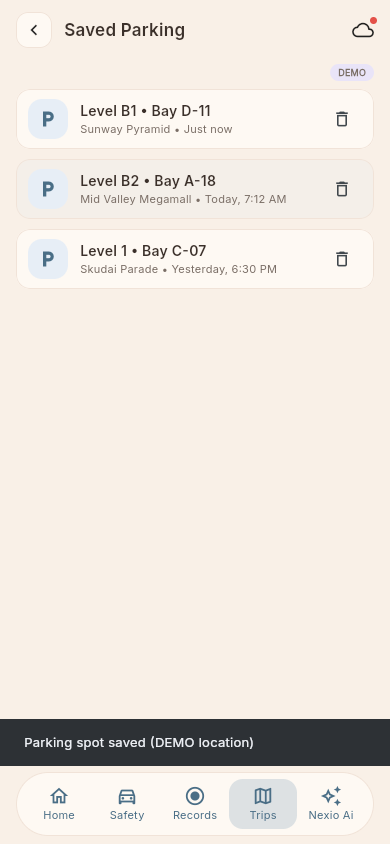 Saved Parking
DEMO
P
Level B1 • Bay D-11
Sunway Pyramid • Just now
P
Level B2 • Bay A-18
Mid Valley Megamall • Today, 7:12 AM
P
Level 1 • Bay C-07
Skudai Parade • Yesterday, 6:30 PM
Parking spot saved (DEMO location)
Home Safety Records Trips Nexio Ai